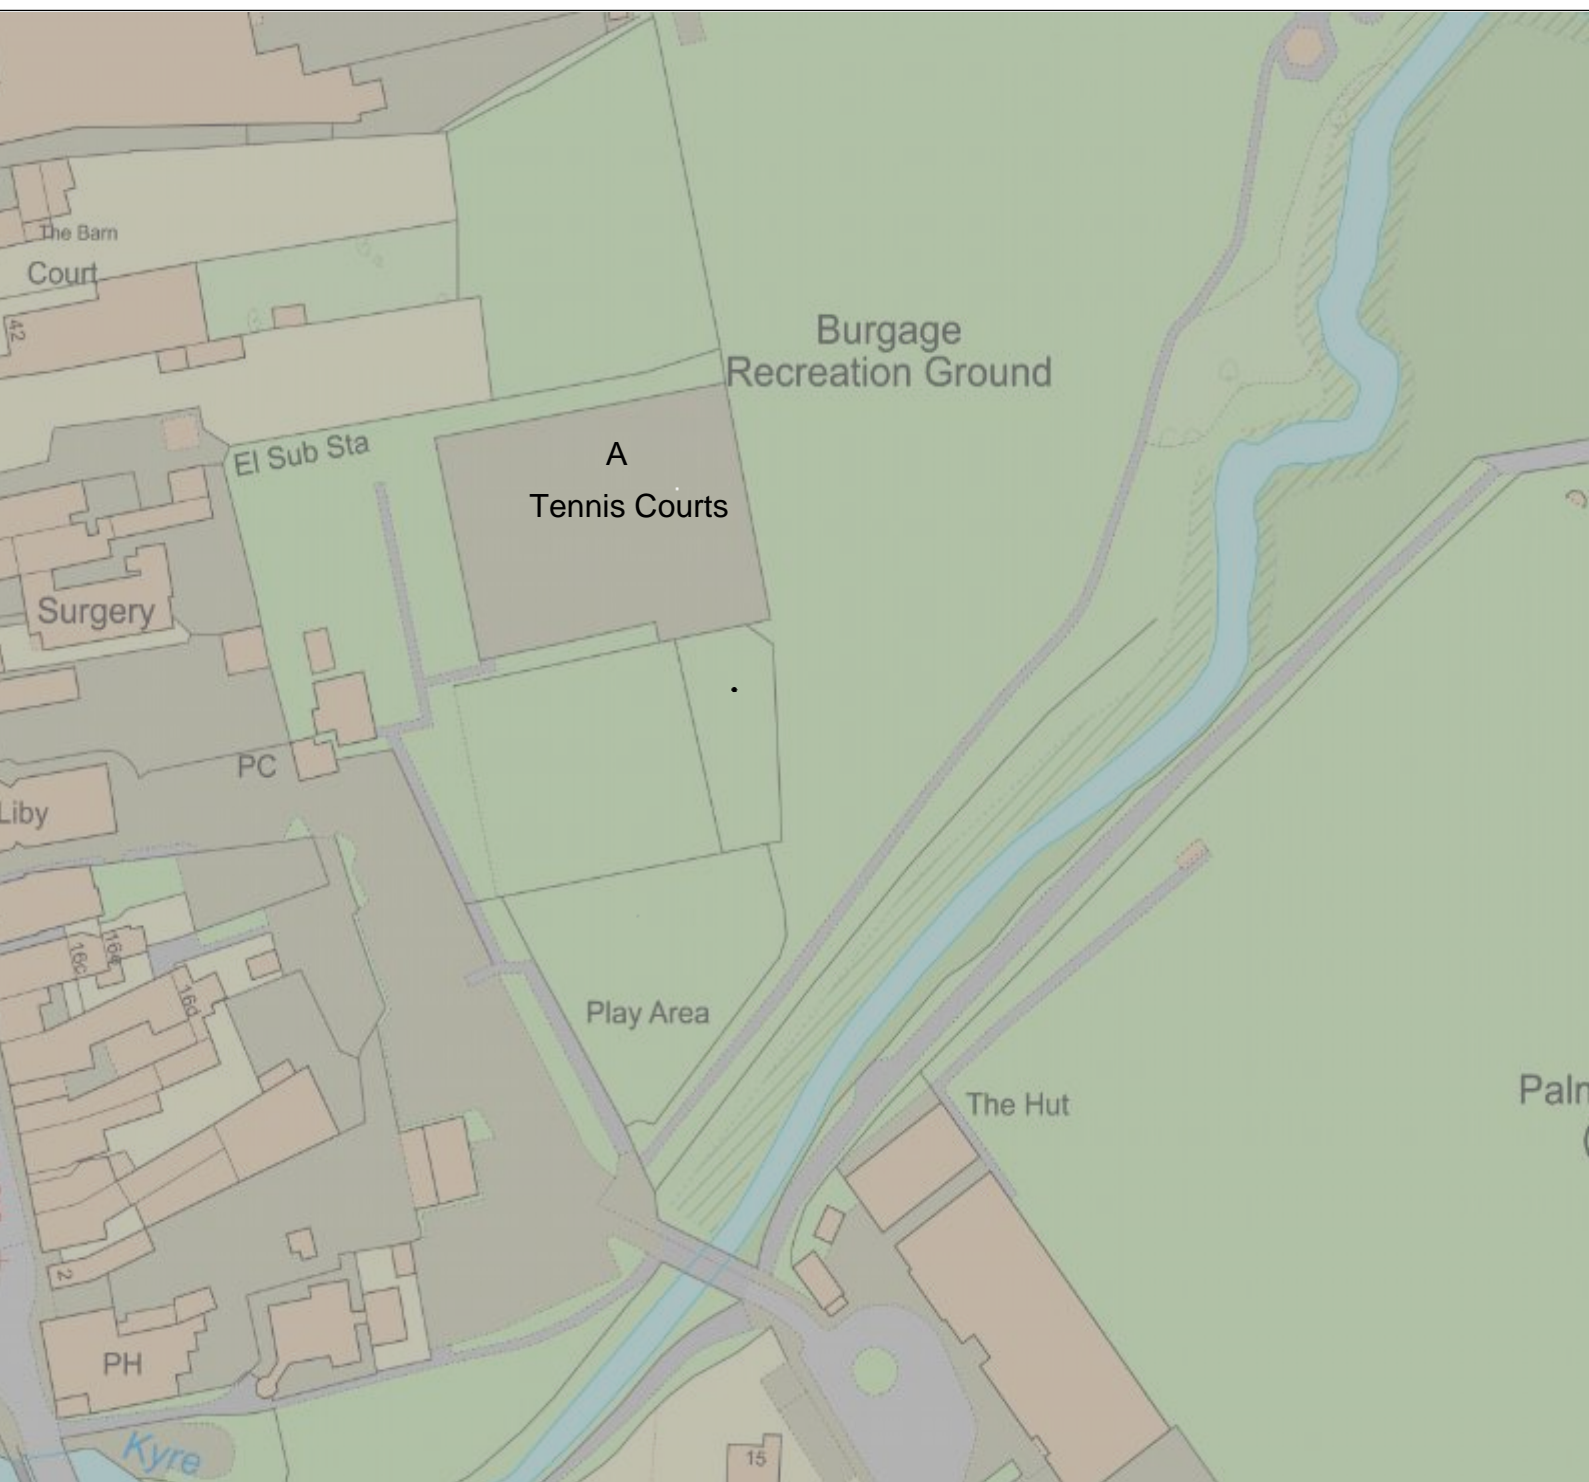 The Barn
Court
42
Burgage
Recreation Ground
El Sub Sta
A
Tennis Courts
Surgery
PC
Liby
16c
16d
Play Area
The Hut
Paln
2
PH
Kyre
15